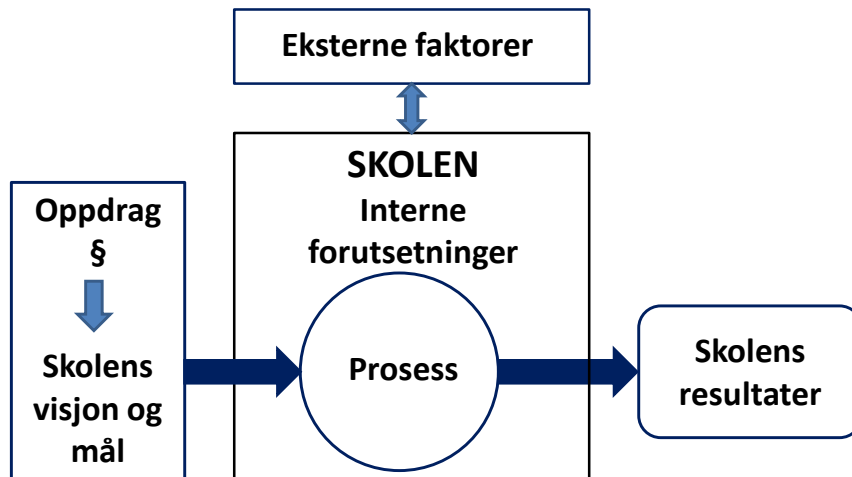 Eksterne faktorer
SKOLEN
Interne
forutsetninger
Oppdrag
§
Skolens
visjon og
mål
Prosess
Skolens
resultater